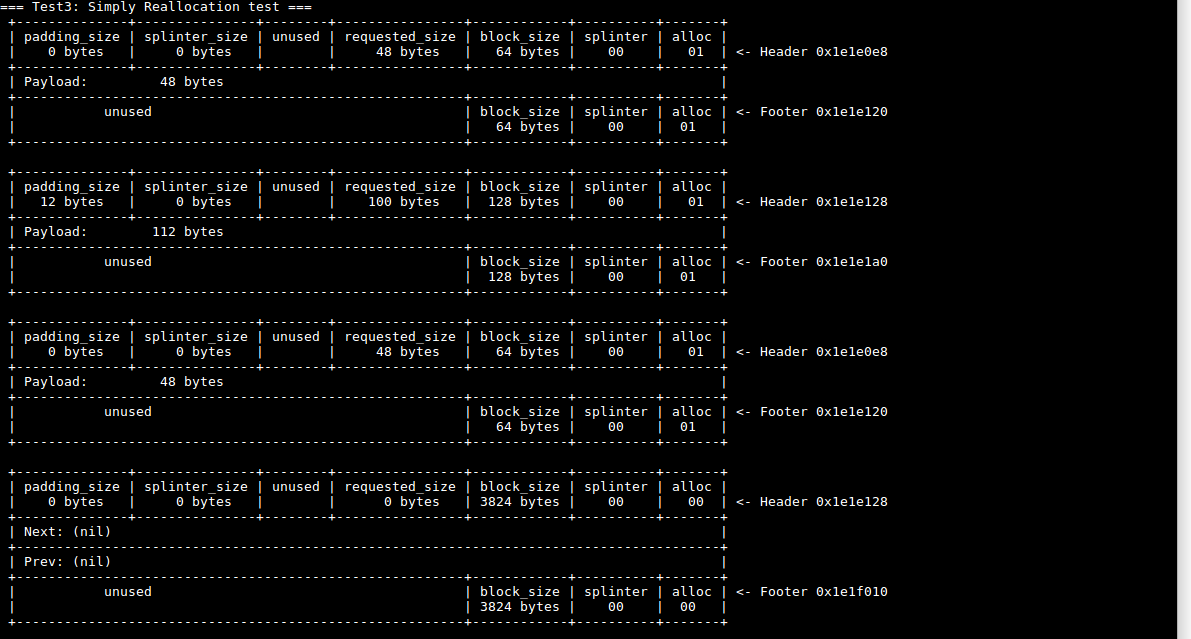 === Test3: Simply Reallocation test ===
+--------------+---------------+--------+----------------+------------+----------+-------+
| padding_size | splinter_size | unused | requested_size | block_size | splinter | alloc |
|    0 bytes   |     0 bytes   |        |     48 bytes   |   64 bytes |    00    |   01  | <- Header 0x1e1e0e8
+--------------+---------------+--------+----------------+------------+----------+-------+
| Payload:         48 bytes                                                              |
+--------------------------------------------------------+------------+----------+-------+
|           unused                                       | block_size | splinter | alloc | <- Footer 0x1e1e120
|                                                        |   64 bytes |    00    |  01   |
+--------------------------------------------------------+------------+----------+-------+
+--------------+---------------+--------+----------------+------------+----------+-------+
| padding_size | splinter_size | unused | requested_size | block_size | splinter | alloc |
|   12 bytes   |     0 bytes   |        |    100 bytes   |  128 bytes |    00    |   01  | <- Header 0x1e1e128
+--------------+---------------+--------+----------------+------------+----------+-------+
| Payload:        112 bytes                                                              |
+--------------------------------------------------------+------------+----------+-------+
|           unused                                       | block_size | splinter | alloc | <- Footer 0x1e1e1a0
|                                                        |  128 bytes |    00    |  01   |
+--------------------------------------------------------+------------+----------+-------+
+--------------+---------------+--------+----------------+------------+----------+-------+
| padding_size | splinter_size | unused | requested_size | block_size | splinter | alloc |
|    0 bytes   |     0 bytes   |        |     48 bytes   |   64 bytes |    00    |   01  | <- Header 0x1e1e0e8
+--------------+---------------+--------+----------------+------------+----------+-------+
| Payload:         48 bytes                                                              |
+--------------------------------------------------------+------------+----------+-------+
|           unused                                       | block_size | splinter | alloc | <- Footer 0x1e1e120
|                                                        |   64 bytes |    00    |  01   |
+--------------------------------------------------------+------------+----------+-------+
+--------------+---------------+--------+----------------+------------+----------+-------+
| padding_size | splinter_size | unused | requested_size | block_size | splinter | alloc |
|    0 bytes   |     0 bytes   |        |      0 bytes   | 3824 bytes |    00    |   00  | <- Header 0x1e1e128
+--------------+---------------+--------+----------------+------------+----------+-------+
| Next: (nil)                                                                            |
+----------------------------------------------------------------------------------------+
| Prev: (nil)                                                                            |
+--------------------------------------------------------+------------+----------+-------+
|           unused                                       | block_size | splinter | alloc | <- Footer 0x1e1f010
|                                                        | 3824 bytes |    00    |  00   |
+--------------------------------------------------------+------------+----------+-------+